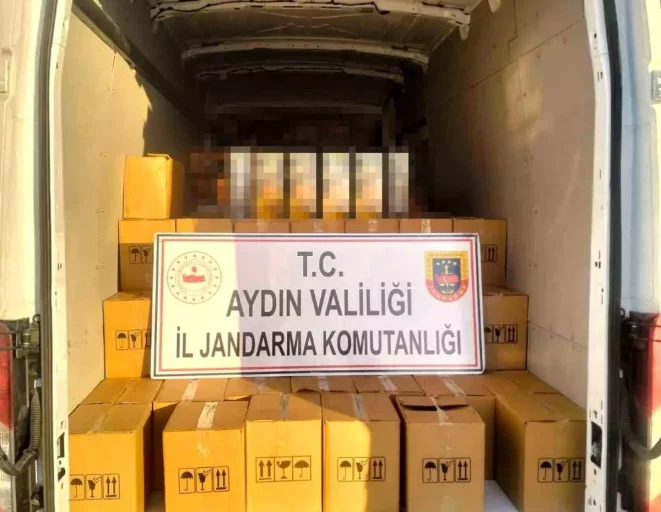 T.C.
AYDIN VALİLİĞİ
İL JANDARMA KOMUTANLIĞI